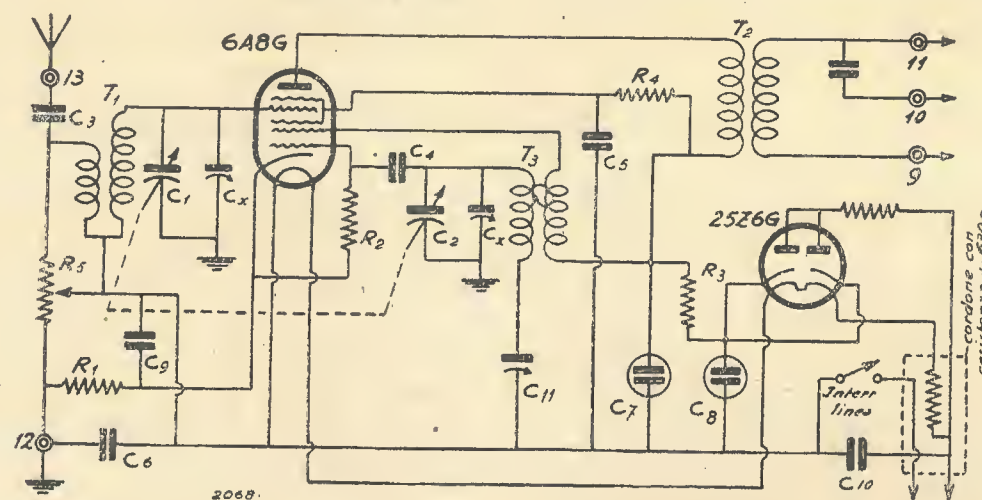 6A8G
T2
13
C3
T1
R4
11
10
9
C1
Cx
C4
C5
T3
25Z6G
R2
C2
Cx
R3
R5
C9
R1
C7
C8
C11
Interr
linea
cordone con
12
C6
C10
2068.